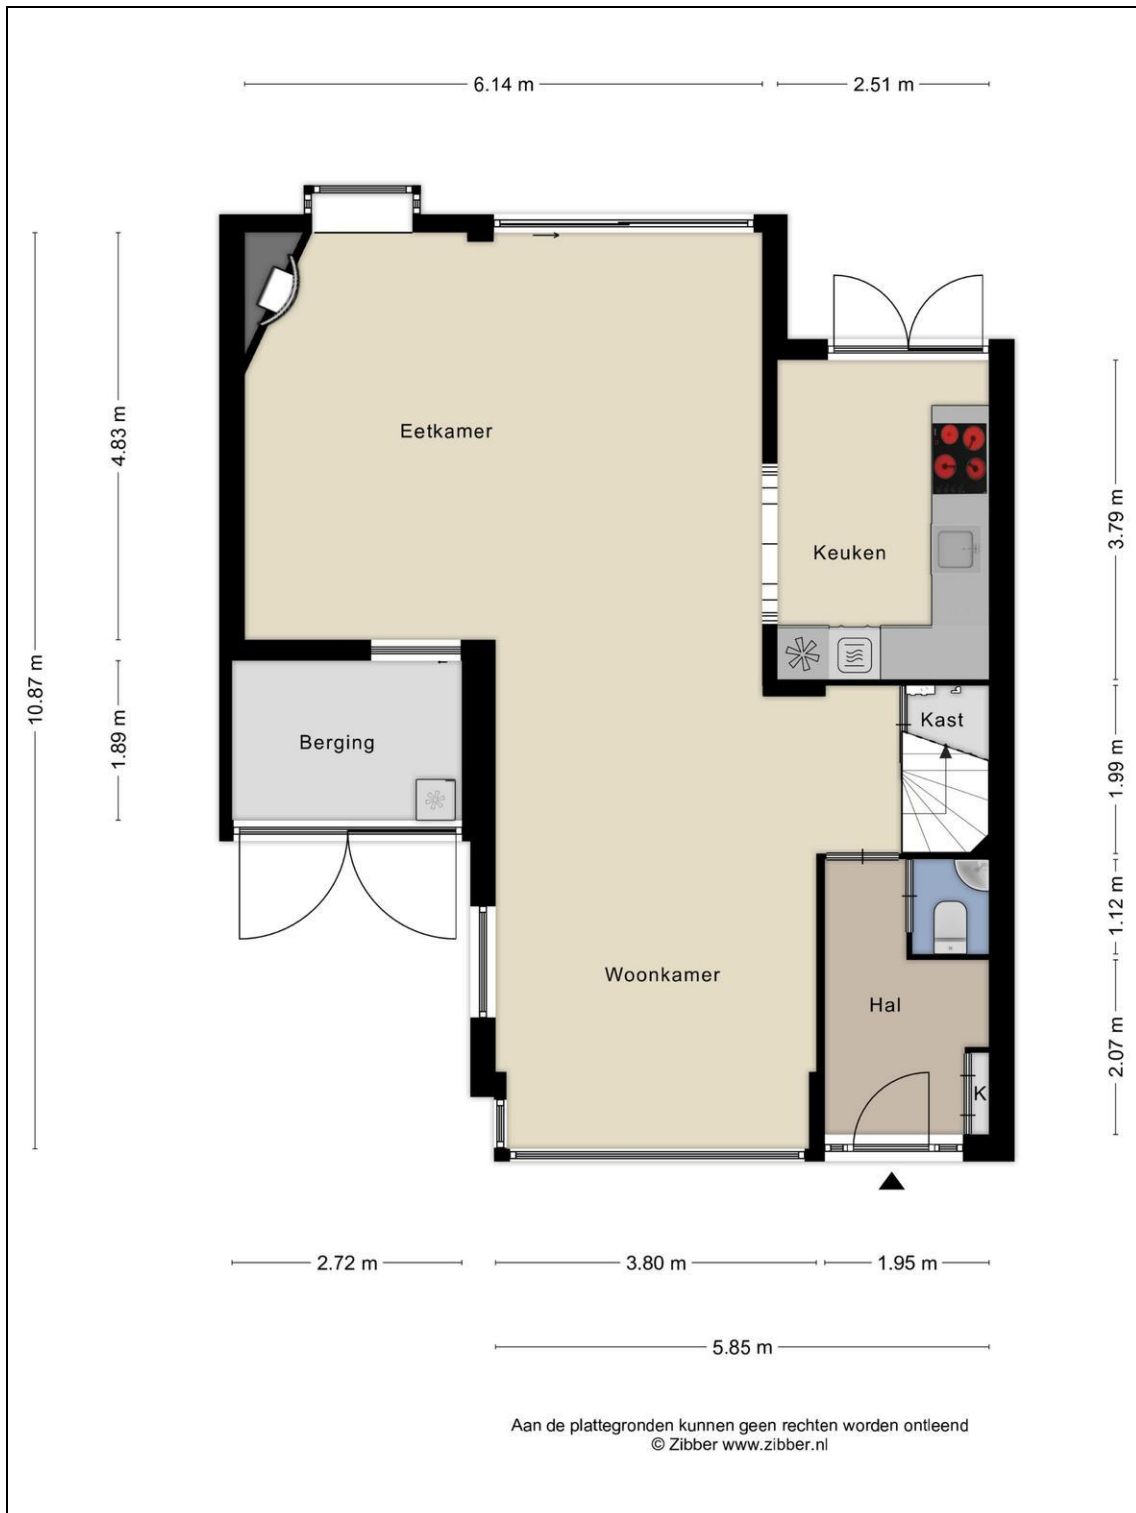 6.14 m
2.51 m
Eetkamer
4.83 m
3.79 m
Keuken
10.87 m
Kast
Berging
1.89 m
1.99 m
1.12 m
Woonkamer
Hal
2.07 m
K
2.72 m
3.80 m
1.95 m
5.85 m
Aan de plattegronden kunnen geen rechten worden ontleend
© Zibber www.zibber.nl